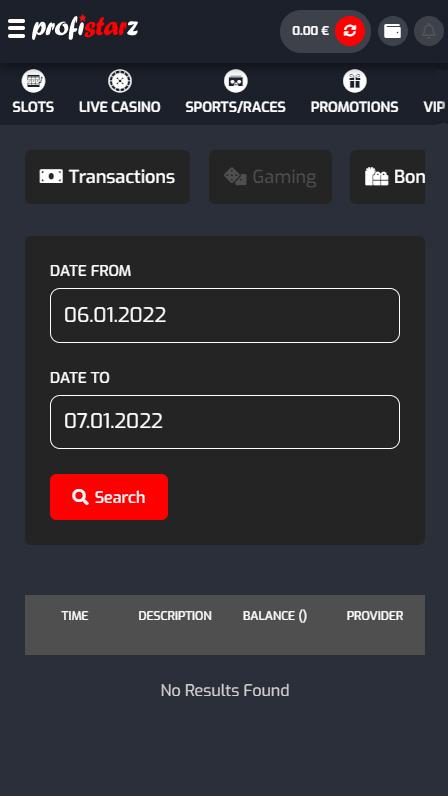 profistarz
0.00 €
SLOTS LIVE CASINO SPORTS/RACES PROMOTIONS VIP
Transactions Gaming Bon
DATE FROM
06.01.2022
DATE TO
07.01.2022
Search
TIME DESCRIPTION BALANCE () PROVIDER
No Results Found